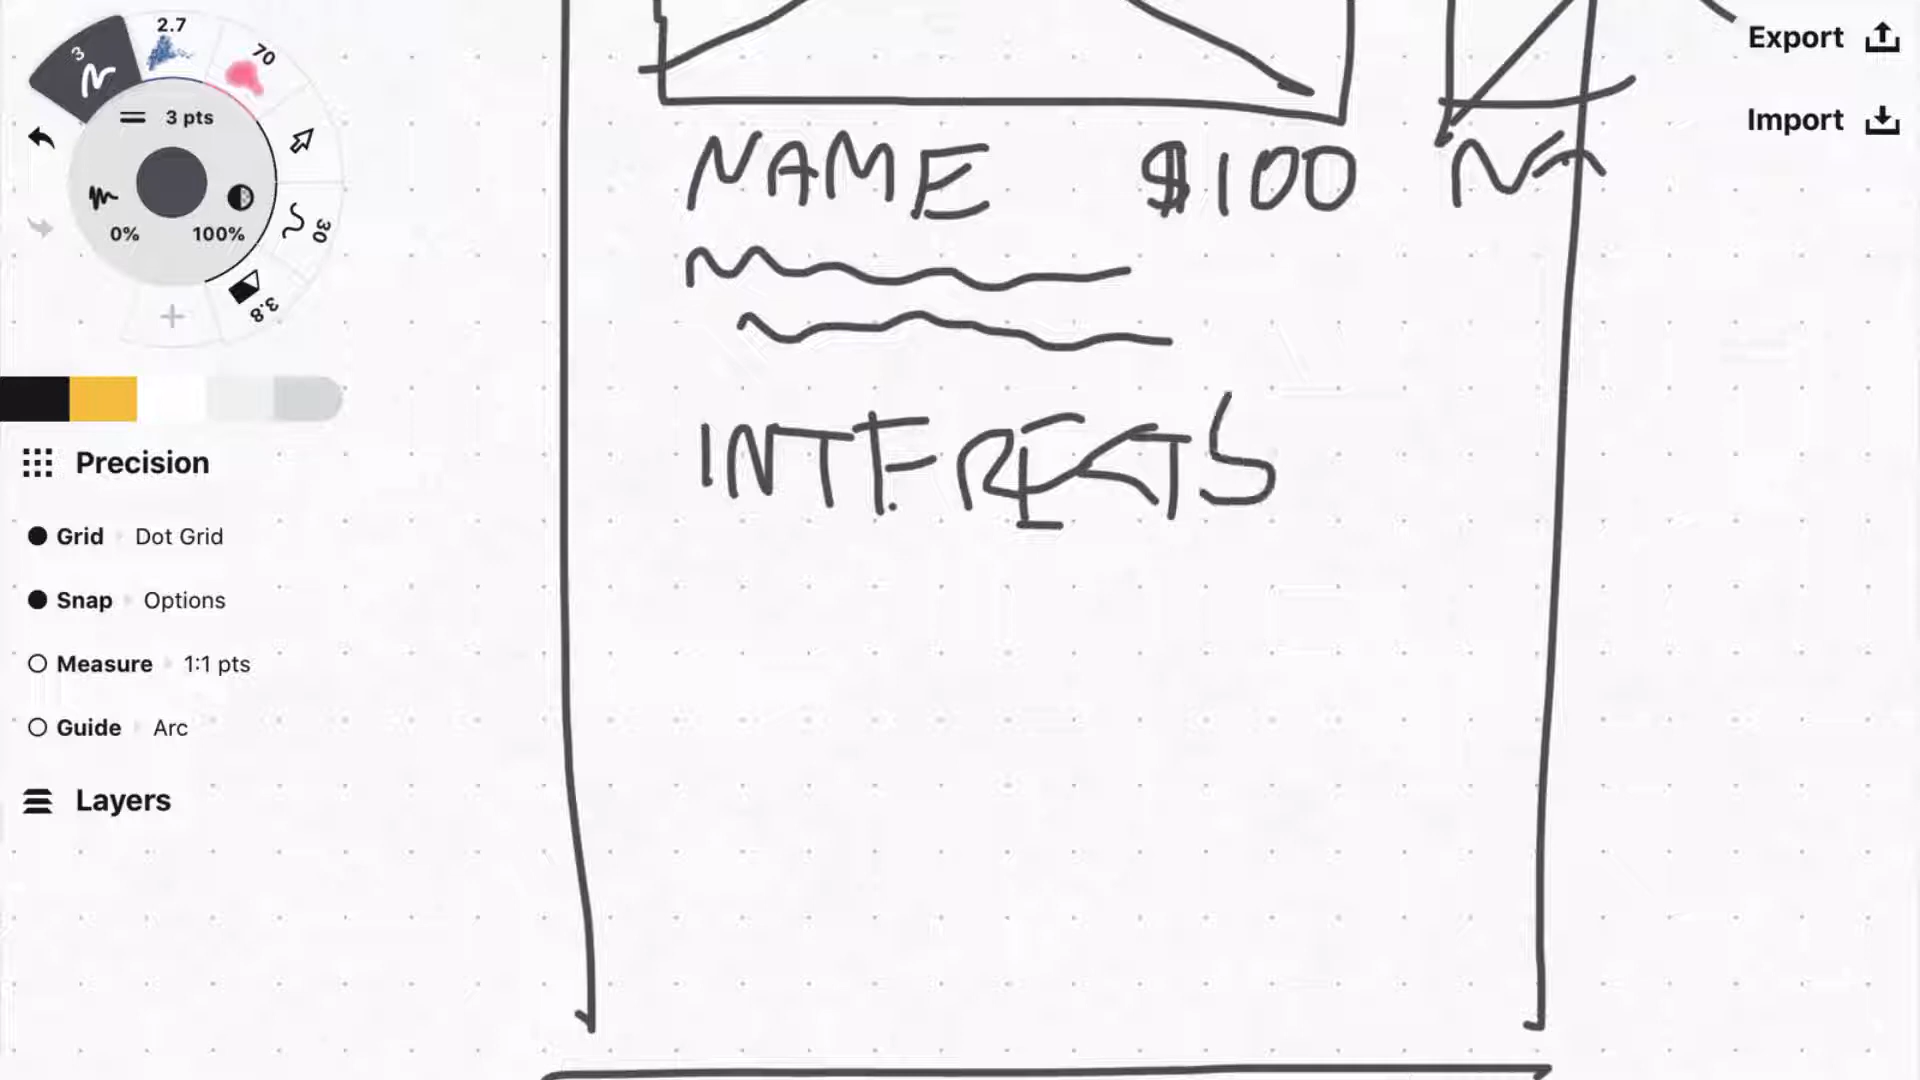 3
2.7
70
3 pts
0%
100%
30
3.8
Export
Import
Precision
Grid Dot Grid
Snap Options
Measure 1:1 pts
Guide Arc
Layers
NAME $100 NA
INTERESTS